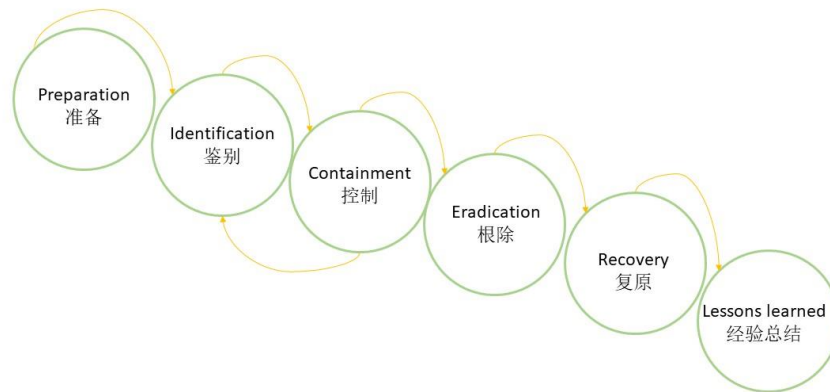 Preparation
准备
Identification
鉴别
Containment
控制
Eradication
根除
Recovery
复原
Lessons learned
经验总结